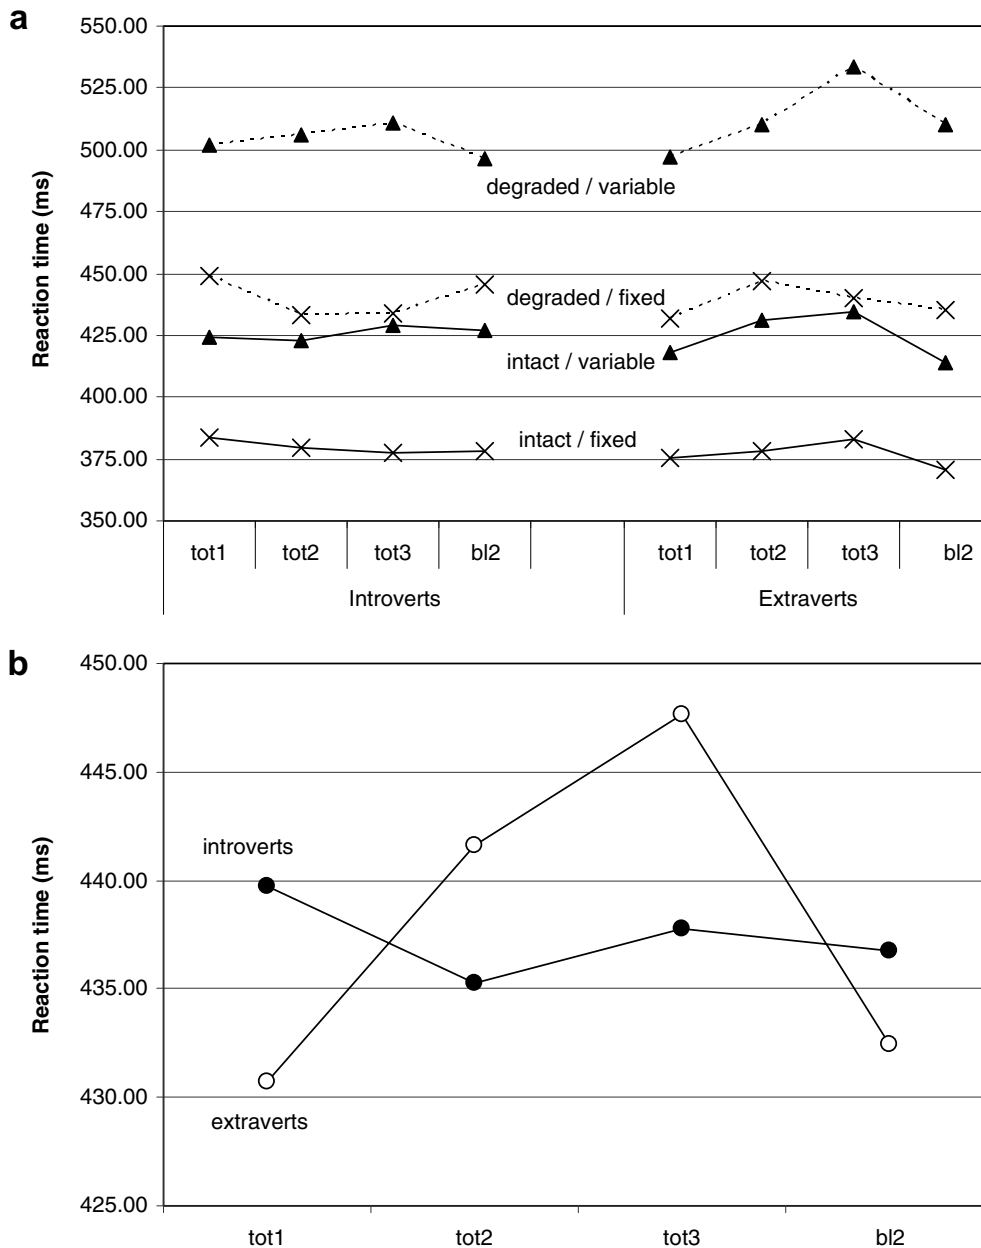 a
550.00
525.00
500.00
475.00
450.00
425.00
400.00
375.00
350.00
Reaction time (ms)
degraded / variable
degraded / fixed
intact / variable
intact / fixed
tot1 tot2 tot3 bl2 tot1 tot2 tot3 bl2
Introverts Extraverts
b
450.00
445.00
440.00
435.00
430.00
425.00
Reaction time (ms)
introverts
extraverts
tot1 tot2 tot3 bl2